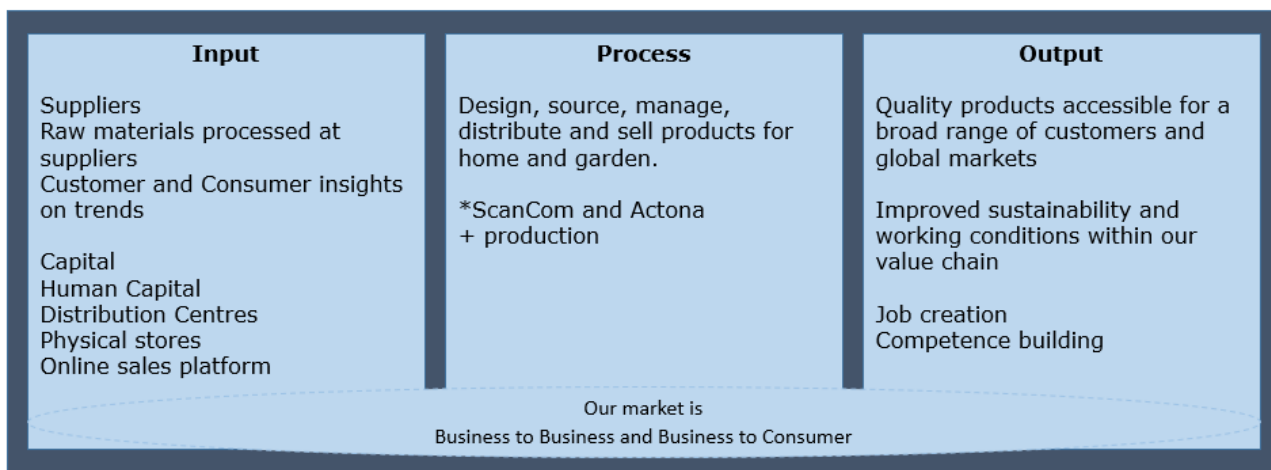 Input
Suppliers
Raw materials processed at
suppliers
Customer and Consumer insights
on trends
Capital
Human Capital
Distribution Centres
Physical stores
Online sales platform
Process
Design, source, manage,
distribute and sell products for
home and garden.
*ScanCom and Actona
+ production
Output
Quality products accessible for a
broad range of customers and
global markets
Improved sustainability and
working conditions within our
value chain
Job creation
Competence building
Our market is
Business to Business and Business to Consumer